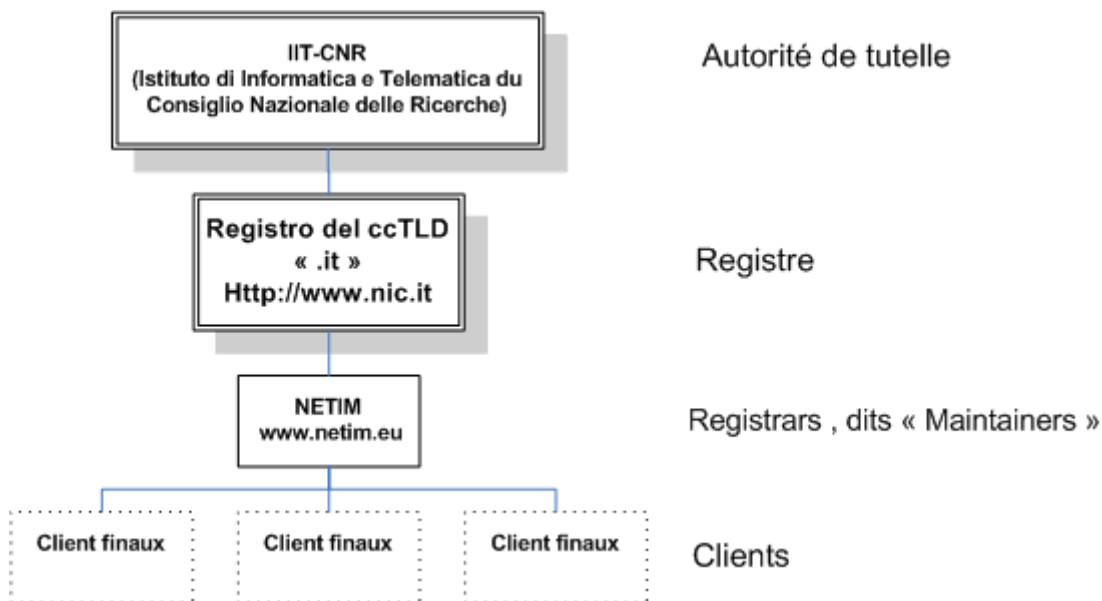 IIT-CNR
(Istituto di Informatica e Telematica du
Consiglio Nazionale delle Ricerche)
Autorité de tutelle
Registro del ccTLD
« .it »
Http://www.nic.it
Registre
NETIM
www.netim.eu
Registrars , dits « Maintainers »
Client finaux
Client finaux
Client finaux
Clients